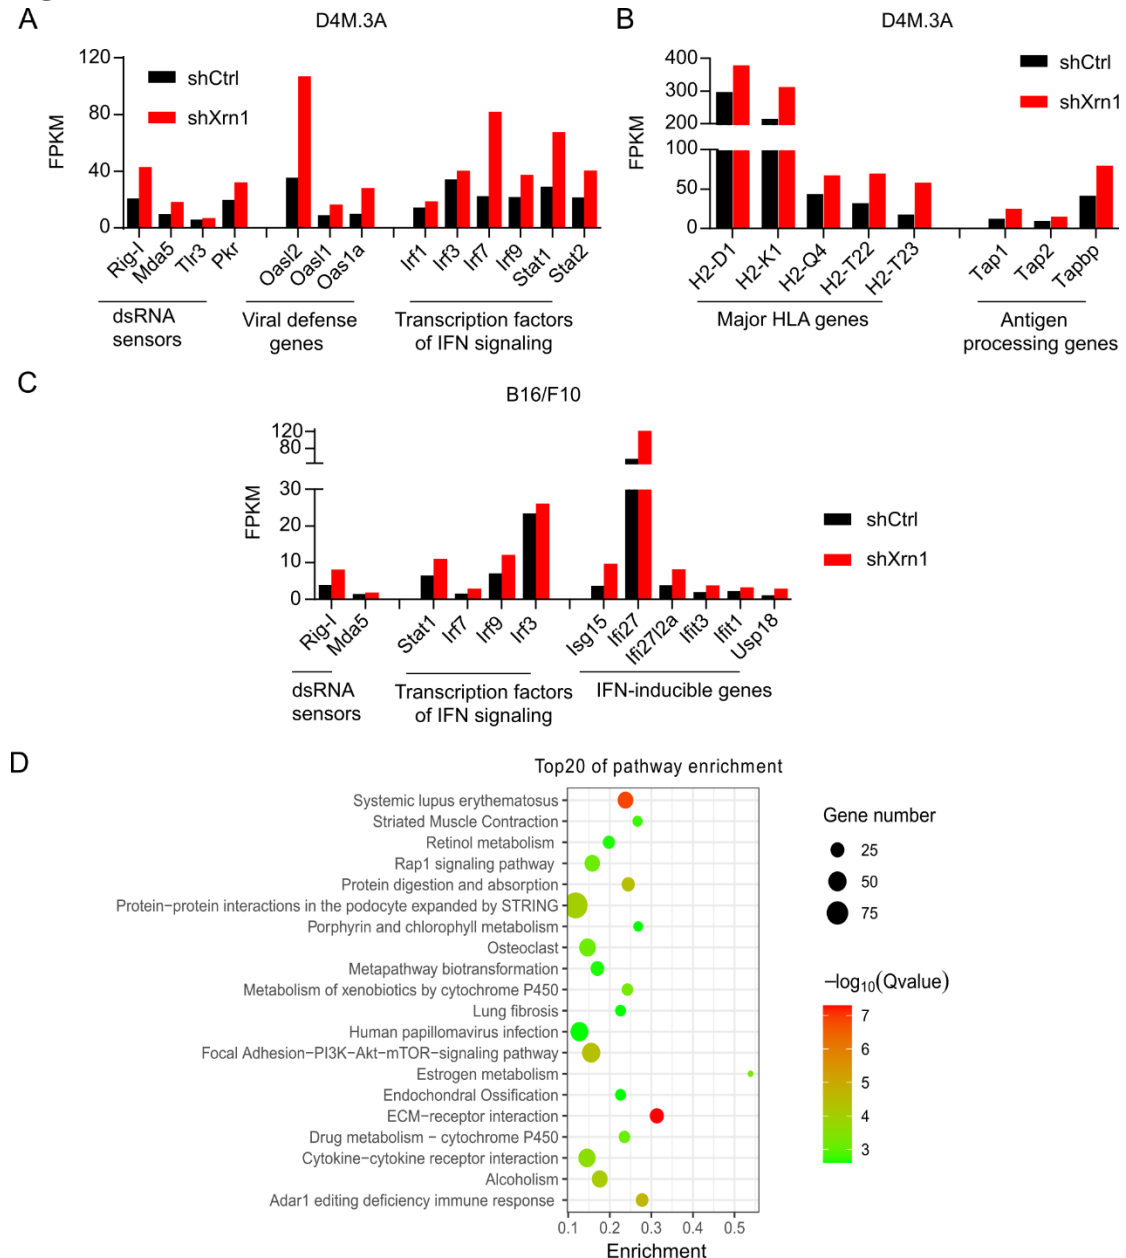 A
D4M.3A
120
80
40
0
FPKM
shCtrl
shXrn1
Rig-I
Mda5
Tlr3
Pkr
Oasl2
Oasl1
Oas1a
Irf1
Irf3
Irf7
Irf9
Stat1
Stat2
dsRNA
sensors
Viral defense
genes
Transcription factors
of IFN signaling
B
D4M.3A
400
300
200
100
50
0
FPKM
shCtrl
shXrn1
H2-D1
H2-K1
H2-Q4
H2-T22
H2-T23
Tap1
Tap2
Tapbp
Major HLA genes
Antigen
processing genes
C
B16/F10
120
80
30
20
10
0
FPKM
shCtrl
shXrn1
Rig-I
Mda5
Stat1
Irf7
Irf9
Irf3
Isg15
Ifi27
Ifi27l2a
Ifit3
Ifit1
Usp18
dsRNA
sensors
Transcription factors
of IFN signaling
IFN-inducible genes
D
Top20 of pathway enrichment
Systemic lupus erythematosus
Striated Muscle Contraction
Retinol metabolism
Rap1 signaling pathway
Protein digestion and absorption
Protein−protein interactions in the podocyte expanded by STRING
Porphyrin and chlorophyll metabolism
Osteoclast
Metapathway biotransformation
Metabolism of xenobiotics by cytochrome P450
Lung fibrosis
Human papillomavirus infection
Focal Adhesion−PI3K−Akt−mTOR−signaling pathway
Estrogen metabolism
Endochondral Ossification
ECM−receptor interaction
Drug metabolism − cytochrome P450
Cytokine−cytokine receptor interaction
Alcoholism
Adar1 editing deficiency immune response
0.1 0.2 0.3 0.4 0.5
Enrichment
Gene number
25
50
75
−log10(Qvalue)
7
6
5
4
3